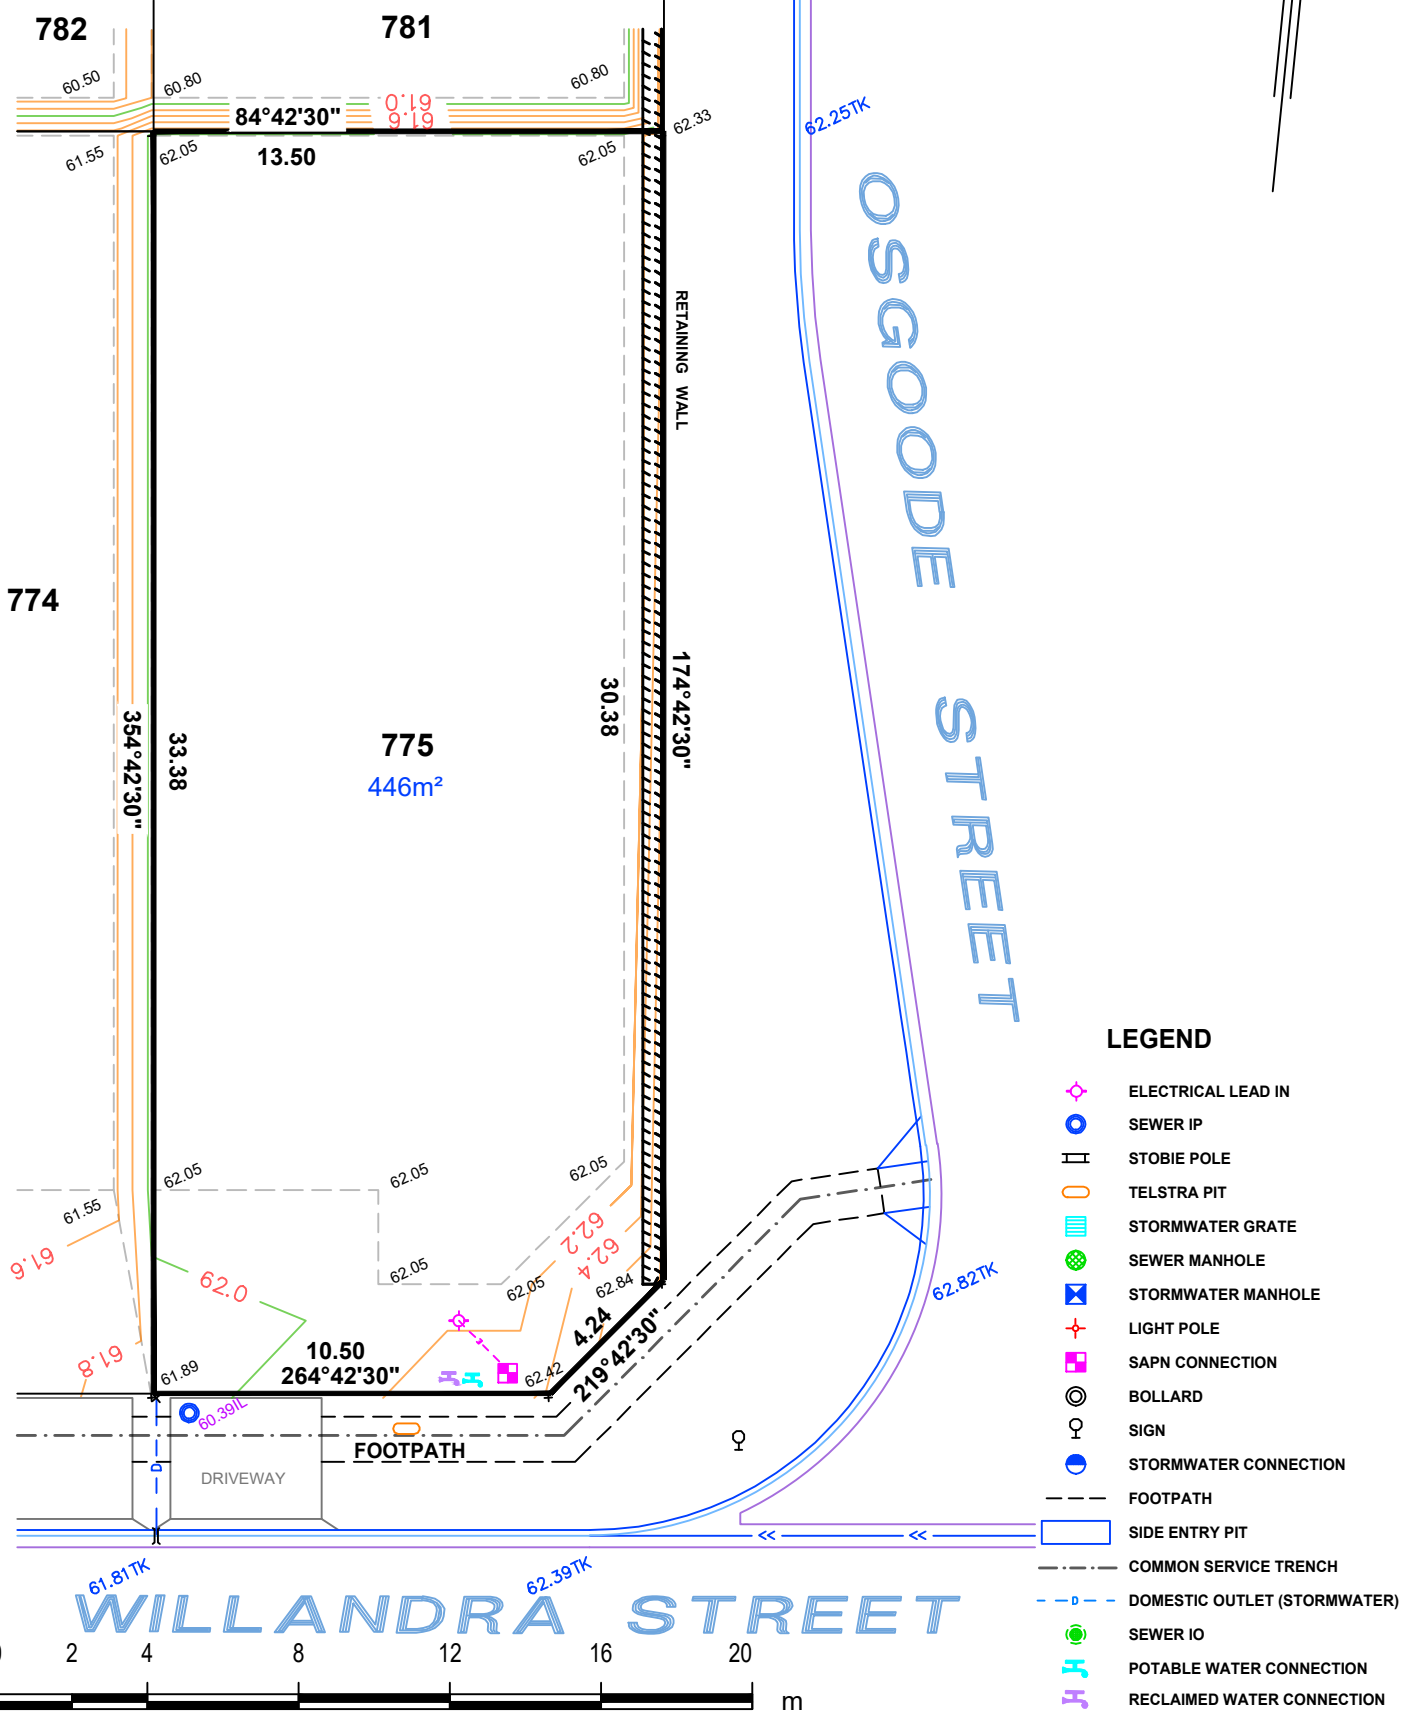 782
781
60.50
60.80
60.80
84°42'30"
61.0
61.6
62.33
62.25TK
61.55
62.05
13.50
62.05
OSGOODE STREET
RETAINING WALL
774
354°42'30"
33.38
775
446m²
30.38
174°42'30"
62.05
62.05
62.05
61.55
61.6
62.0
62.05
62.2
62.4
62.05
62.84
62.82TK
61.8
61.89
10.50
264°42'30"
62.42
4.24
219°42'30"
60.39IL
FOOTPATH
D
DRIVEWAY
<<
<<
61.81TK
62.39TK
WILLANDRA STREET
0 2 4 8 12 16 20
m
LEGEND
ELECTRICAL LEAD IN
SEWER IP
STOBIE POLE
TELSTRA PIT
STORMWATER GRATE
SEWER MANHOLE
STORMWATER MANHOLE
LIGHT POLE
SAPN CONNECTION
BOLLARD
SIGN
STORMWATER CONNECTION
FOOTPATH
SIDE ENTRY PIT
COMMON SERVICE TRENCH
D DOMESTIC OUTLET (STORMWATER)
SEWER IO
POTABLE WATER CONNECTION
RECLAIMED WATER CONNECTION